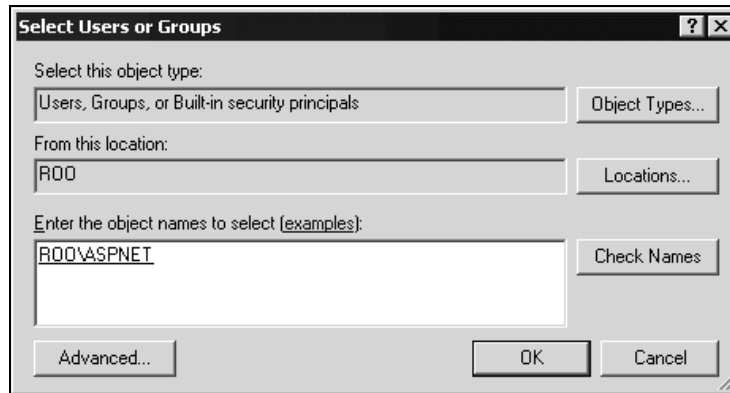 Select Users or Groups
Select this object type:
Users, Groups, or Built-in security principals
Object Types...
From this location:
ROO
Locations...
Enter the object names to select (examples):
ROO\ASPNET
Check Names
Advanced...
OK
Cancel